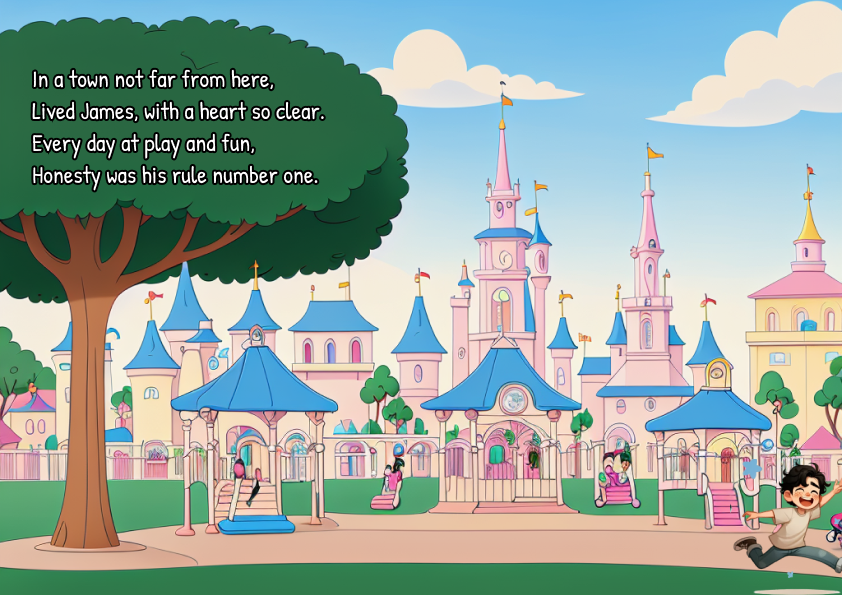 In a town not far from here,
Lived James, with a heart so clear.
Every day at play and fun,
Honesty was his rule number one.